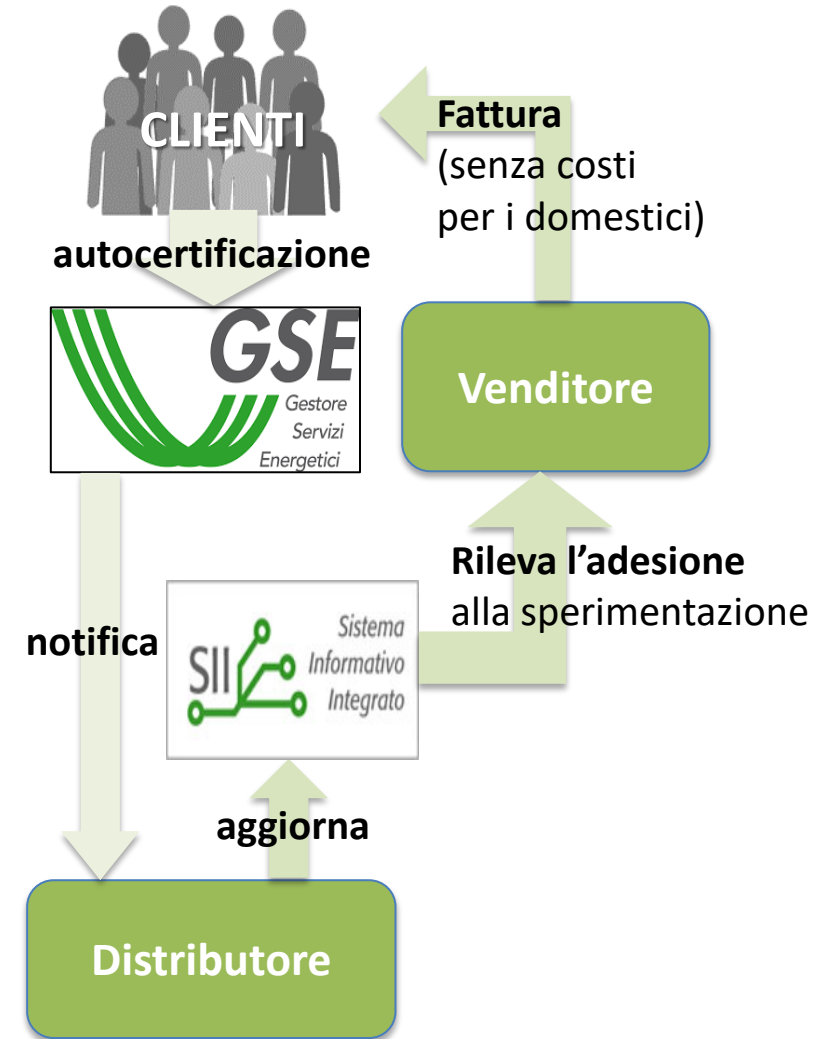 CLIENTI
Fattura
(senza costi
per i domestici)
autocertificazione
GSE
Gestore
Servizi
Energetici
Venditore
Rileva l’adesione
alla sperimentazione
notifica
SII
Sistema
Informativo
Integrato
aggiorna
Distributore